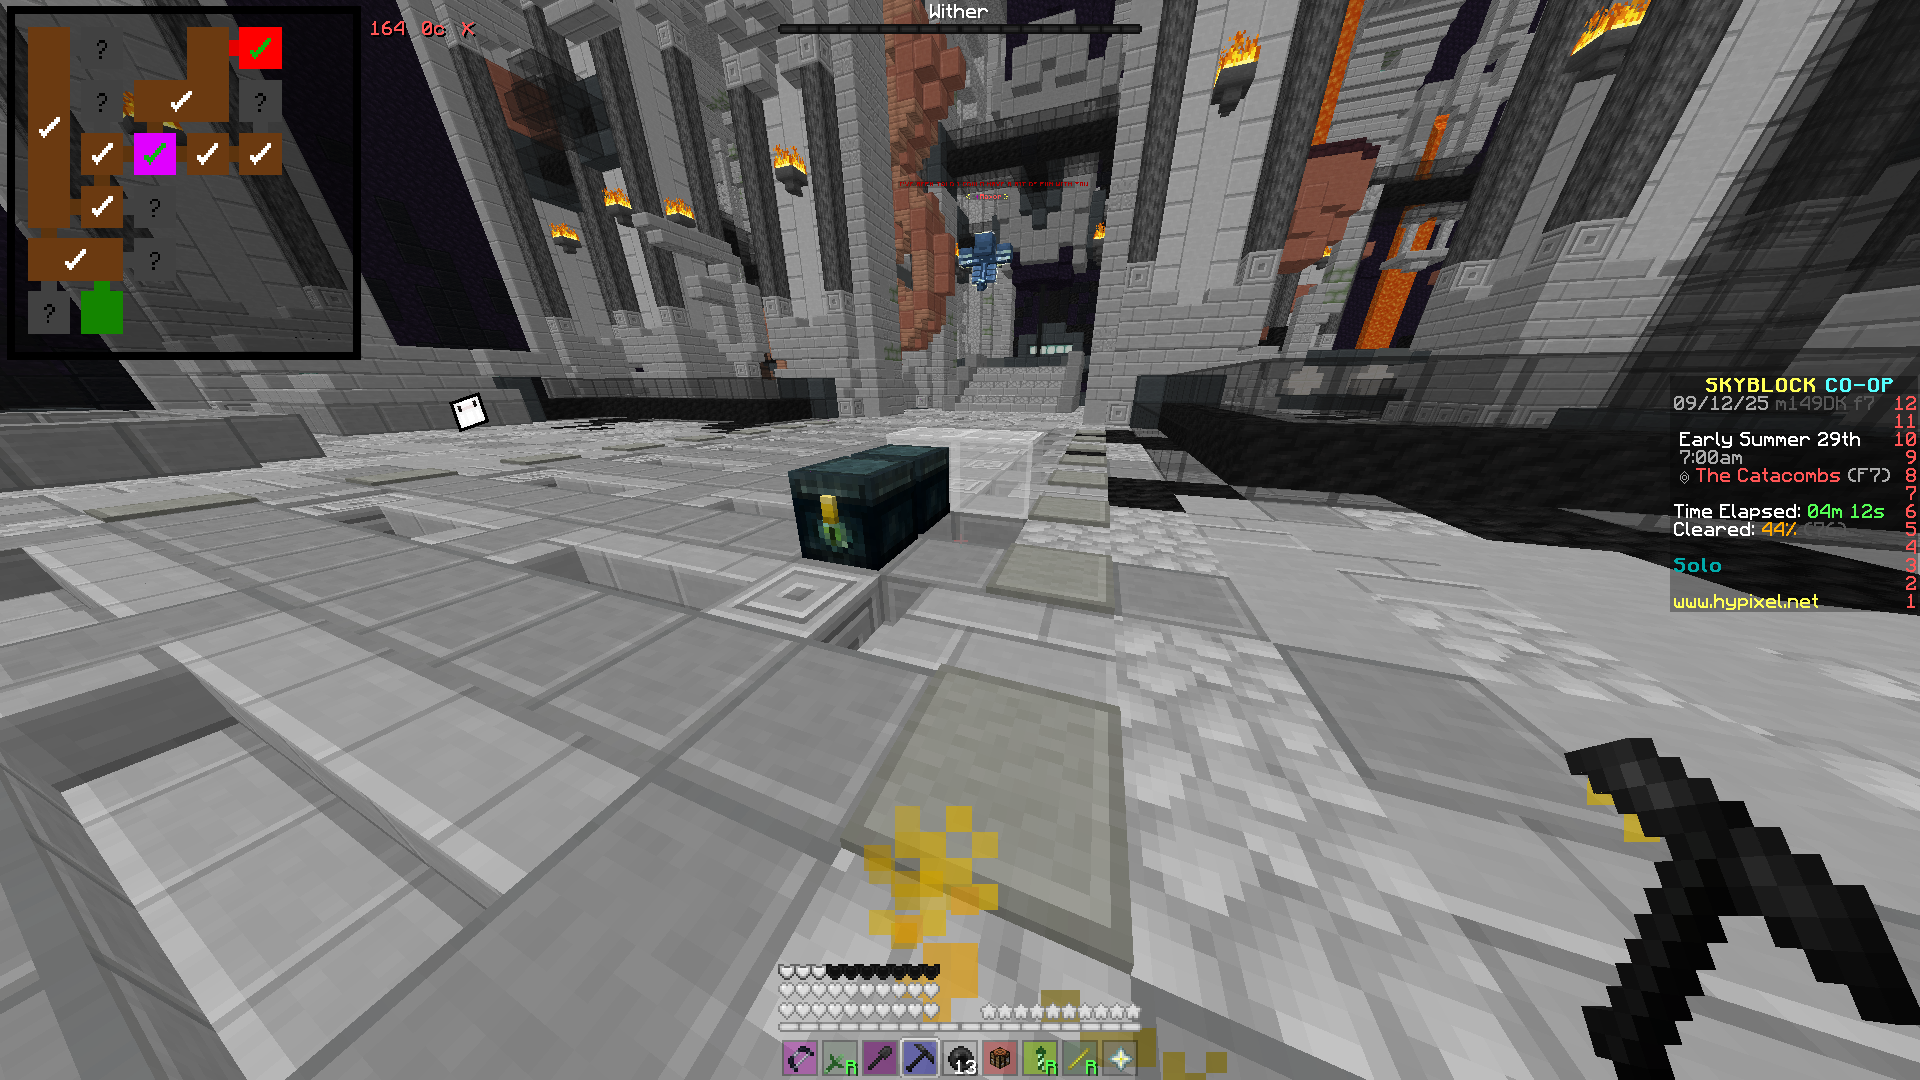 Wither
164 0c X
?
?
?
?
?
?
SKYBLOCK CO-OP
09/12/25 m149DK f7 12
11
Early Summer 29th 10
7:00am 9
The Catacombs (F7) 8
7
Time Elapsed: 04m 12s 6
Cleared: 44% 5
4
Solo 3
2
www.hypixel.net 1
R
13
R
R